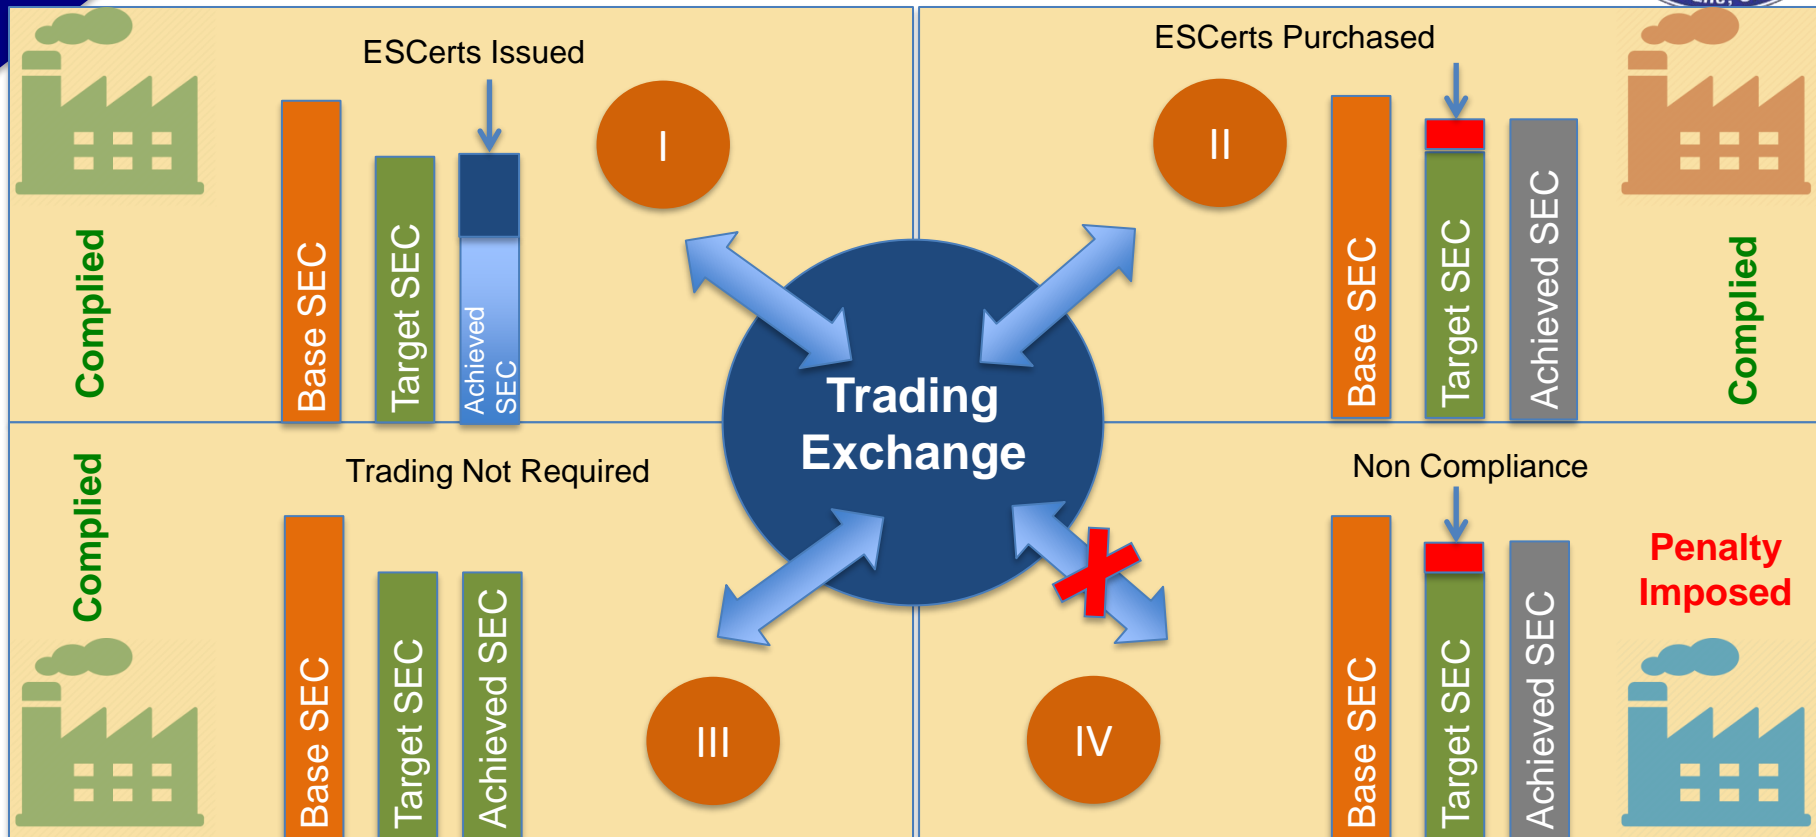 ESCerts Issued
I
Base SEC
Target SEC
Achieved
SEC
Complied
ESCerts Purchased
II
Base SEC
Target SEC
Achieved SEC
Complied
Trading
Exchange
Complied
Trading Not Required
Base SEC
Target SEC
Achieved SEC
III
Non Compliance
IV
Base SEC
Target SEC
Achieved SEC
Penalty
Imposed